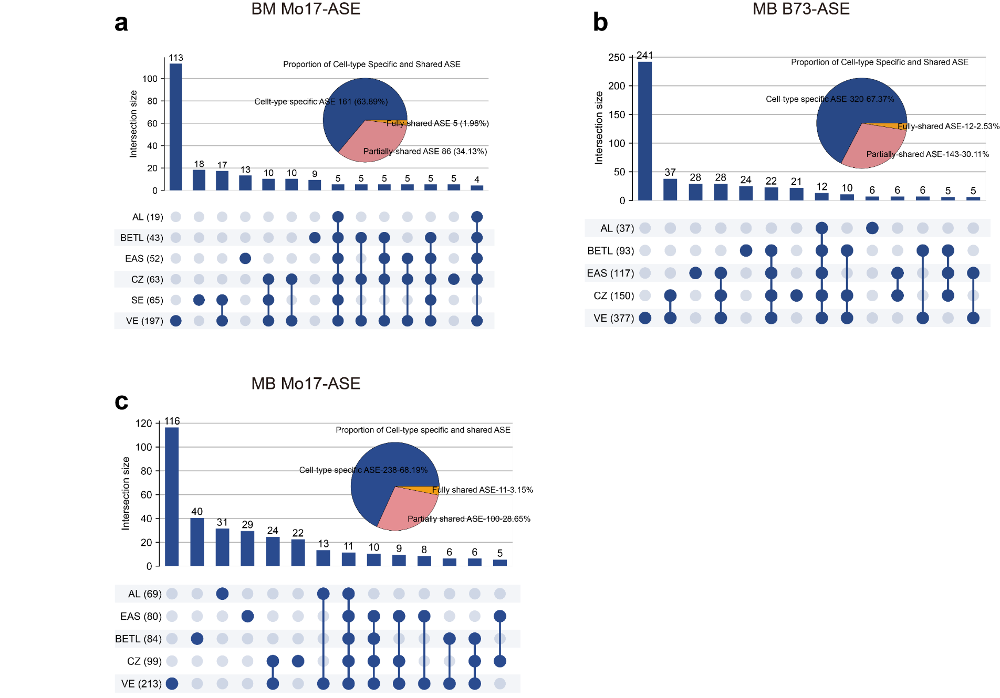 BM Mo17-ASE
MB B73-ASE
a
b
113
Proportion of Cell-type Specific and Shared ASE
100
80
60
40
20
0
Intersection size
Cellt-ype specific ASE 161 (63.89%)
Fully-shared ASE 5 (1.98%)
Partially-shared ASE 86 (34.13%)
18 17 13 10 10 9 5 5 5 5 5 5 4
AL (19)
BETL (43)
EAS (52)
CZ (63)
SE (65)
VE (197)
241
Proportion of Cell-type Specific and Shared ASE
250
200
150
100
50
0
Intersection size
Cell-type specific ASE-320-67.37%
Fully-shared ASE-12-2.53%
Partially-shared ASE-143-30.11%
37 28 28 24 22 21 12 10 6 6 6 5 5
AL (37)
BETL (93)
EAS (117)
CZ (150)
VE (377)
MB Mo17-ASE
c
116
Proportion of Cell-type specific and shared ASE
120
100
80
60
40
20
0
Intersection size
Cell-type specific ASE-238-68.19%
Fully shared ASE-11-3.15%
Partially shared ASE-100-28.65%
40 31 29 24 22 13 11 10 9 8 6 6 5
AL (69)
EAS (80)
BETL (84)
CZ (99)
VE (213)